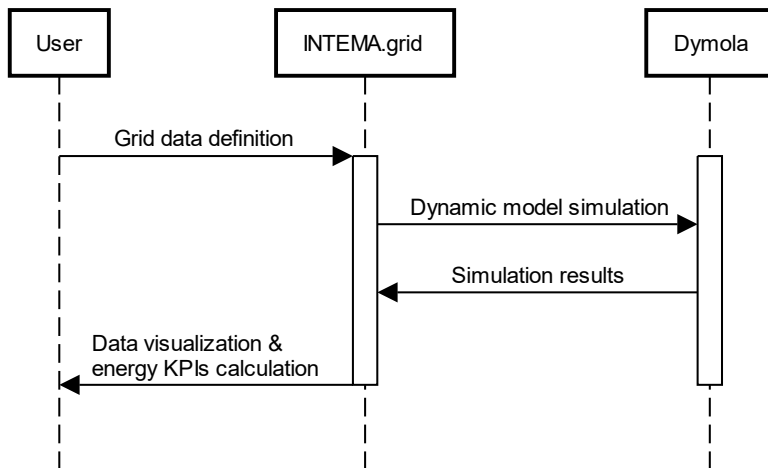 User
INTEMA.grid
Dymola
Grid data definition
Dynamic model simulation
Simulation results
Data visualization &
energy KPIs calculation